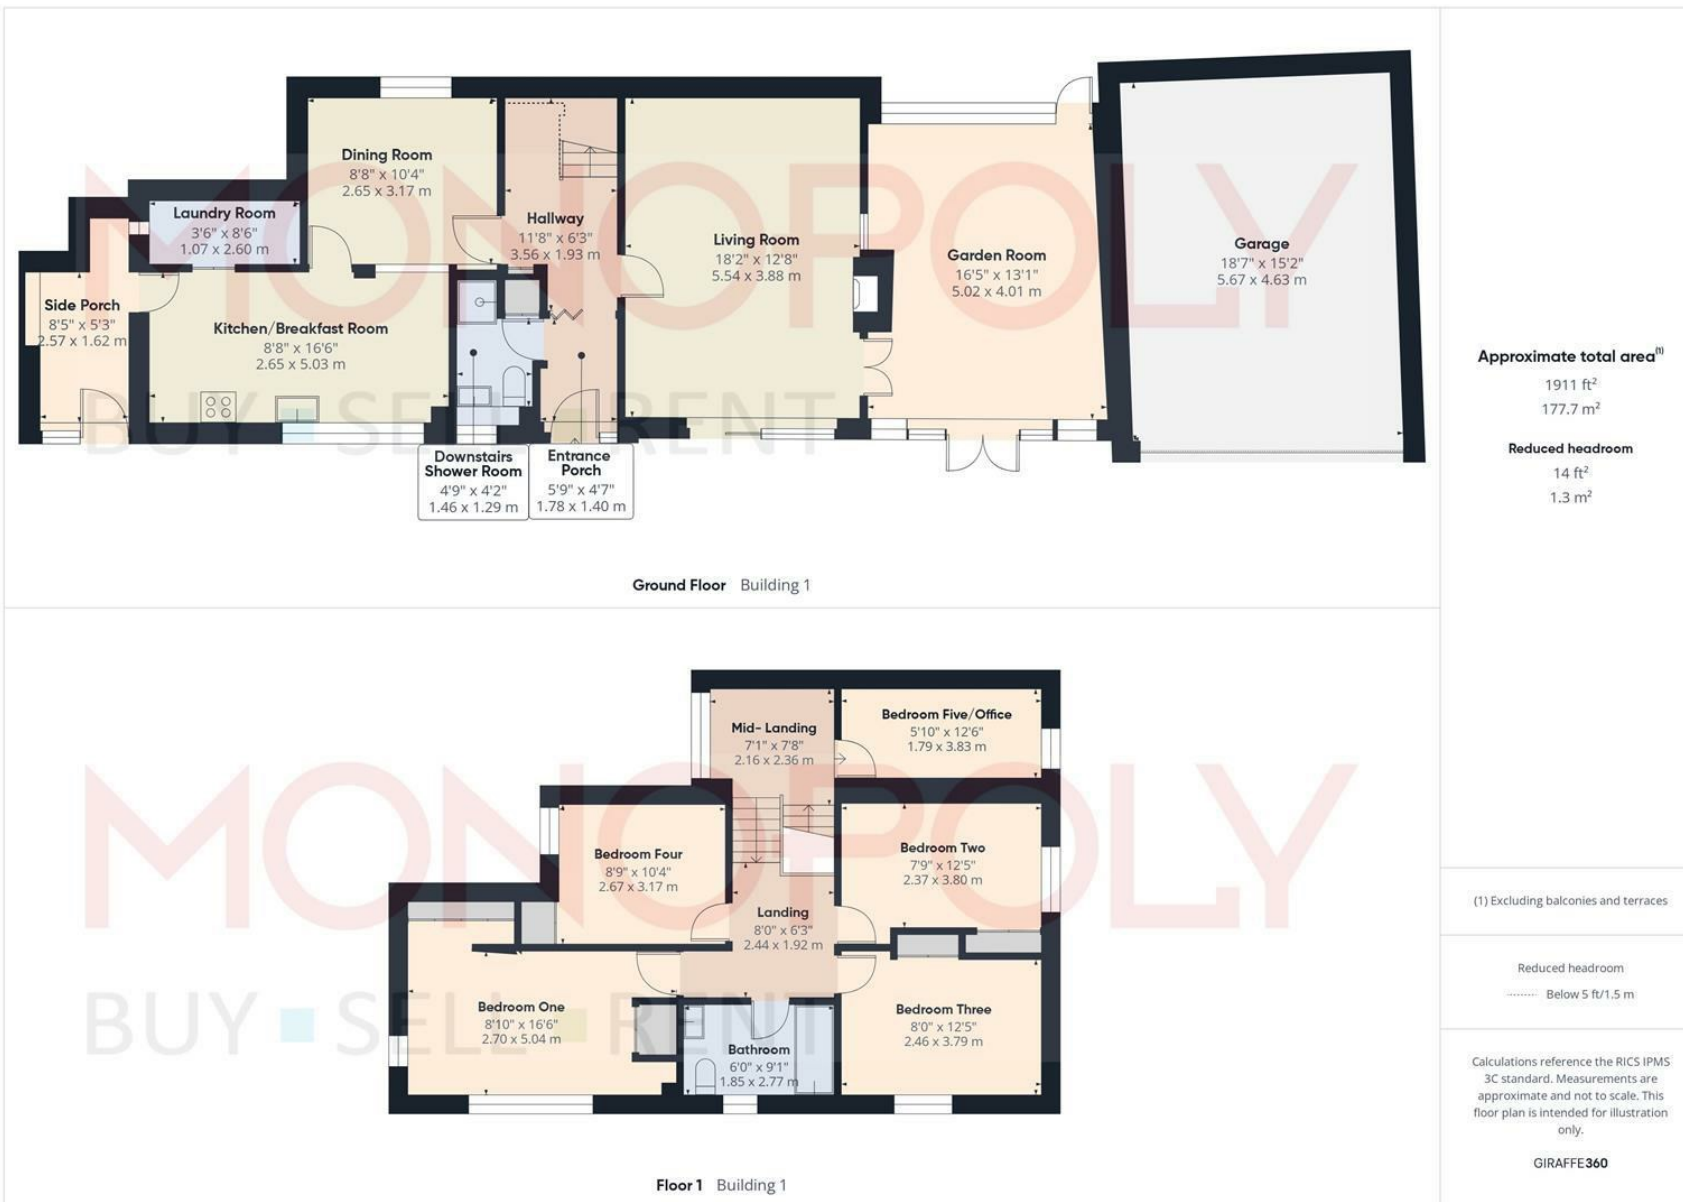 Dining Room
8'8" x 10'4"
2.65 x 3.17 m
Laundry Room
3'6" x 8'6"
1.07 x 2.60 m
Hallway
11'8" x 6'3"
3.56 x 1.93 m
Living Room
18'2" x 12'8"
5.54 x 3.88 m
Garden Room
16'5" x 13'1"
5.02 x 4.01 m
Garage
18'7" x 15'2"
5.67 x 4.63 m
Side Porch
8'5" x 5'3"
2.57 x 1.62 m
Kitchen/Breakfast Room
8'8" x 16'6"
2.65 x 5.03 m
Downstairs
Shower Room
4'9" x 4'2"
1.46 x 1.29 m
Entrance
Porch
5'9" x 4'7"
1.78 x 1.40 m
MONOPOLY
BUY SELL RENT
Ground Floor Building 1
Mid- Landing
7'1" x 7'8"
2.16 x 2.36 m
Bedroom Five/Office
5'10" x 12'6"
1.79 x 3.83 m
Bedroom Four
8'9" x 10'4"
2.67 x 3.17 m
Bedroom Two
7'9" x 12'5"
2.37 x 3.80 m
Landing
8'0" x 6'3"
2.44 x 1.92 m
Bedroom One
8'10" x 16'6"
2.70 x 5.04 m
Bedroom Three
8'0" x 12'5"
2.46 x 3.79 m
Bathroom
6'0" x 9'1"
1.85 x 2.77 m
MONOPOLY
BUY SELL RENT
Floor 1 Building 1
Approximate total area(1)
1911 ft²
177.7 m²
Reduced headroom
14 ft²
1.3 m²
(1) Excluding balconies and terraces
Reduced headroom
Below 5 ft/1.5 m
Calculations reference the RICS IPMS
3C standard. Measurements are
approximate and not to scale. This
floor plan is intended for illustration
only.
GIRAFFE360